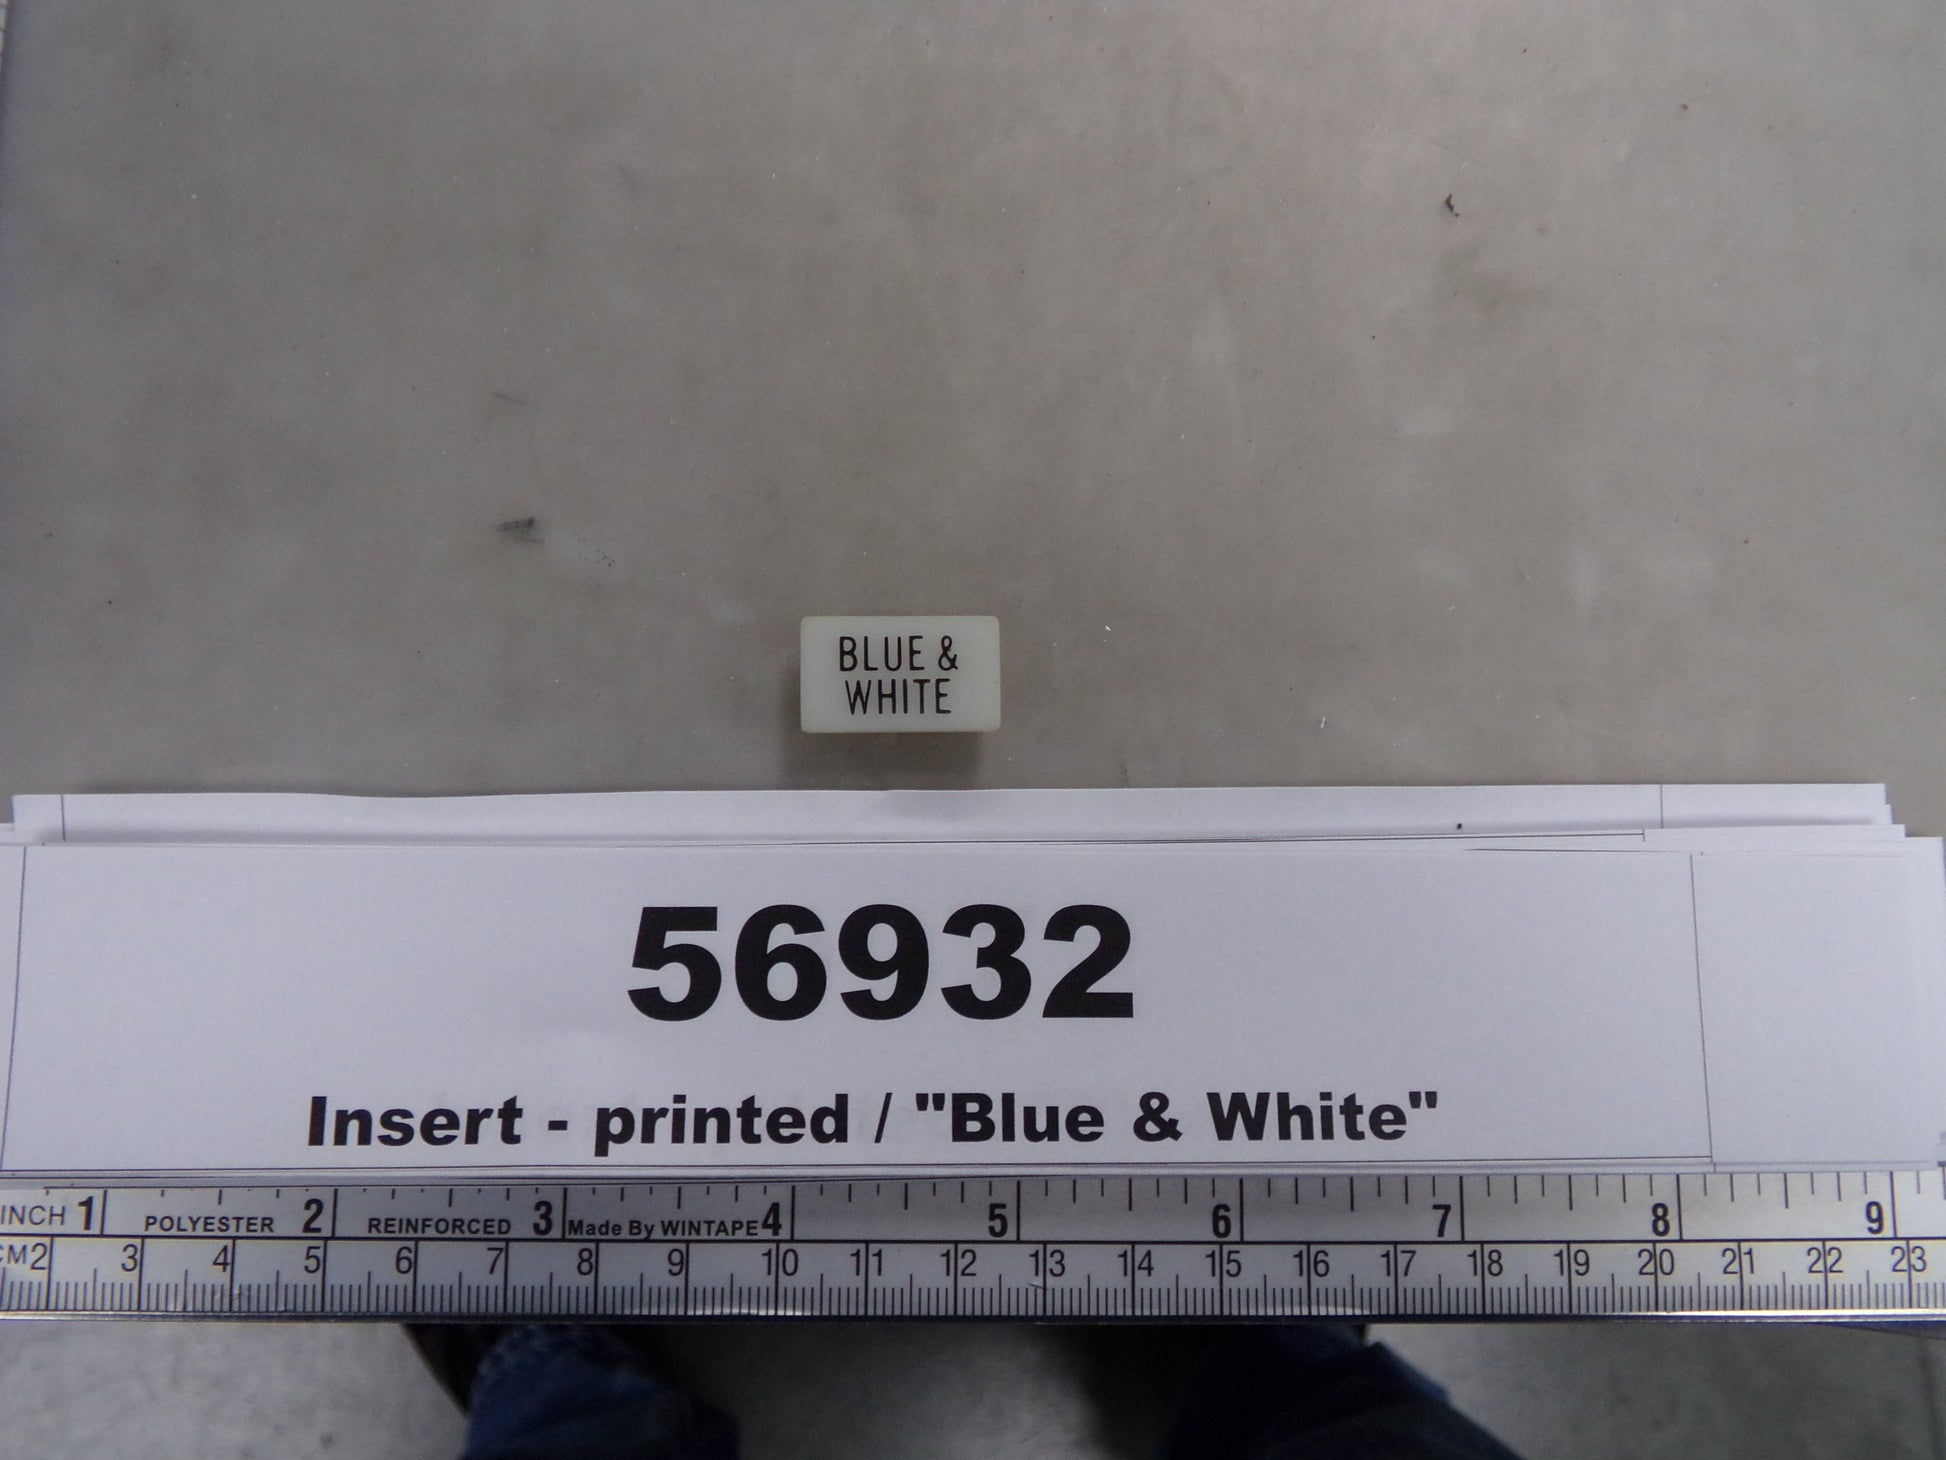 BLUE &
WHITE
56932
Insert - printed / "Blue & White"
INCH 1 POLYESTER 2 REINFORCED 3 Made By WINTAPE 4 5 6 7 8 9
CM 2 3 4 5 6 7 8 9 10 11 12 13 14 15 16 17 18 19 20 21 22 23